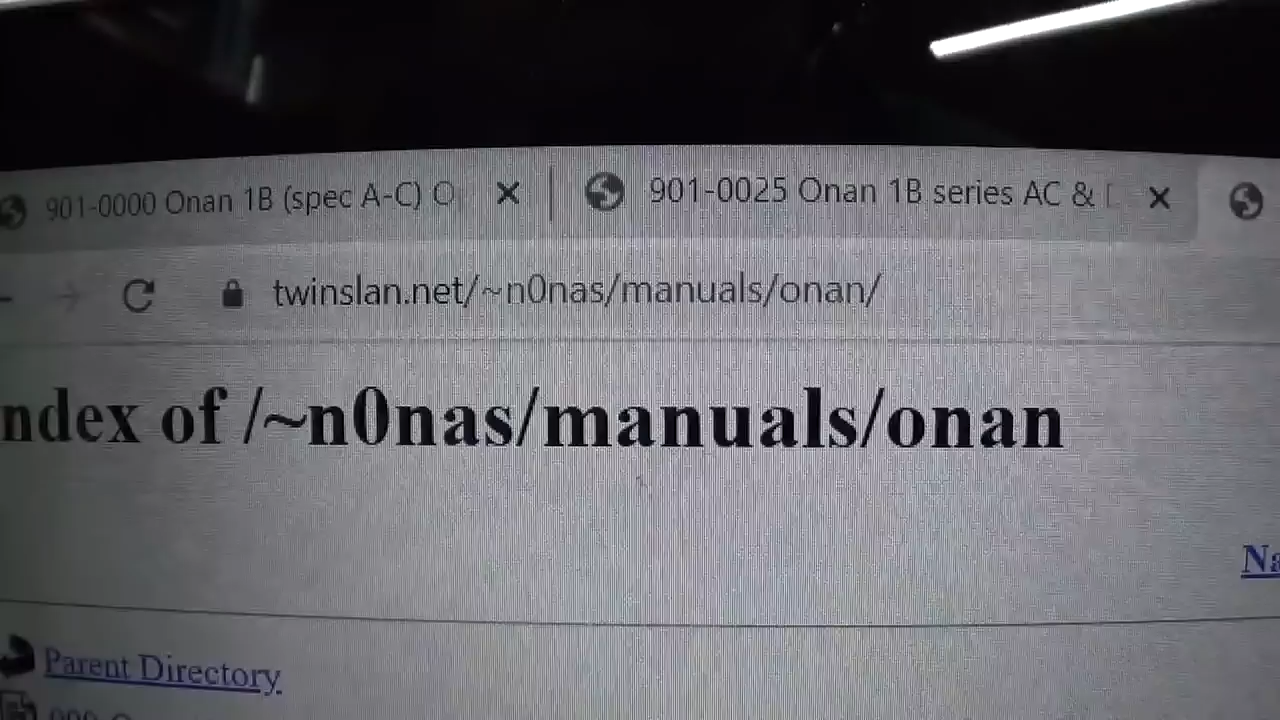 901-0000 Onan 1B (spec A-C) O
901-0025 Onan 1B series AC &
twinslan.net/~n0nas/manuals/onan/
ndex of /~n0nas/manuals/onan
Na
Parent Directory